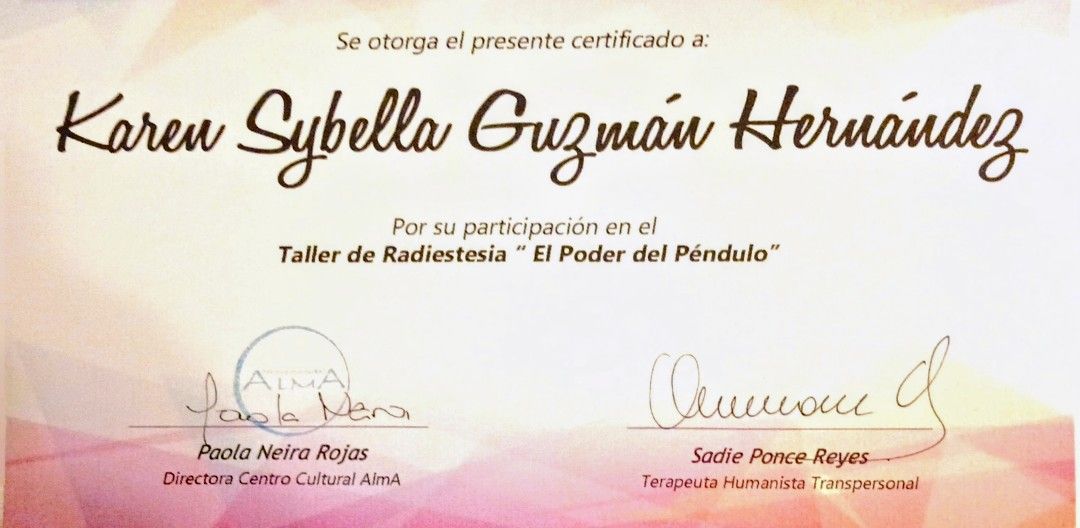 Se otorga el presente certificado a:
Karen Sybella Guzmán Hernández
Por su participación en el
Taller de Radiestesia " El Poder del Péndulo"
AlmA
Paola Neira
Paola Neira Rojas
Directora Centro Cultural AlmA
Sadie Ponce Reyes
Terapeuta Humanista Transpersonal